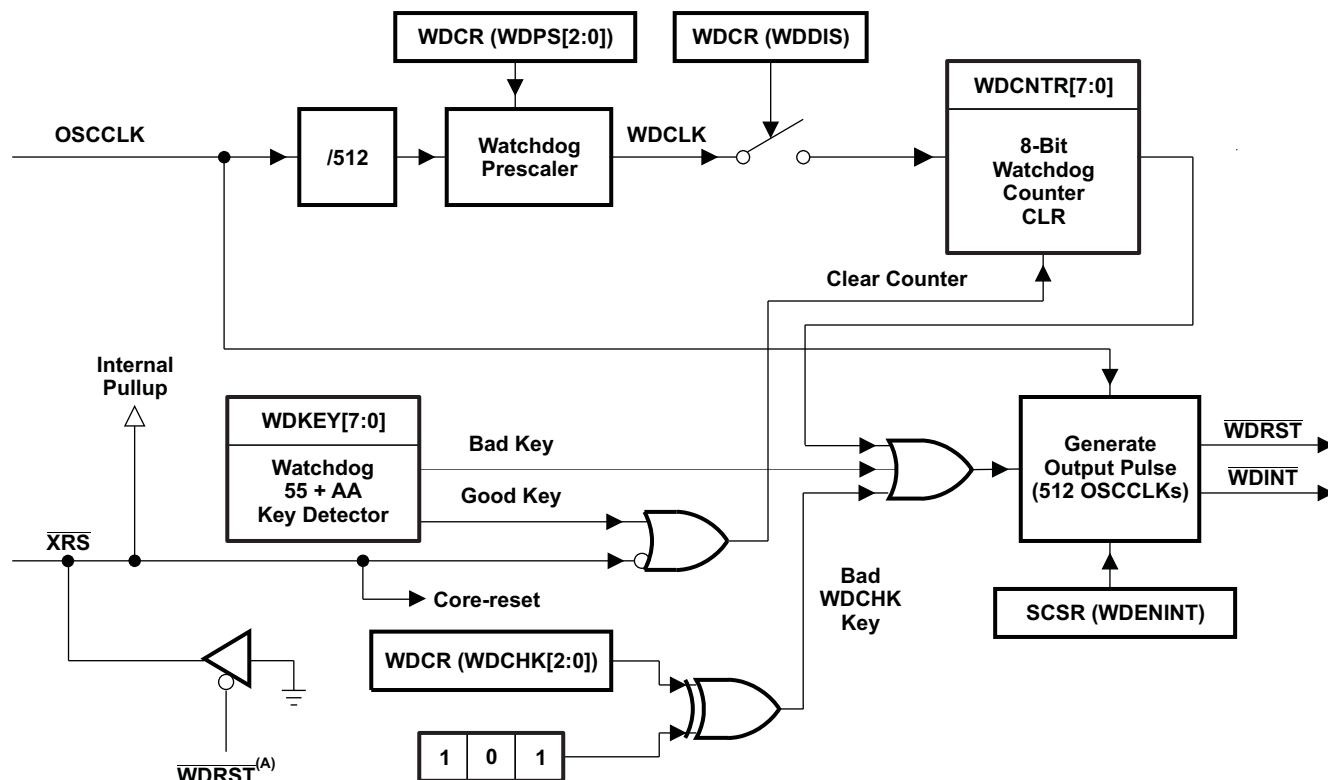 WDCR (WDPS[2:0])
WDCR (WDDIS)
WDCNTR[7:0]
OSCCLK
/512
Watchdog
Prescaler
WDCLK
8-Bit
Watchdog
Counter
CLR
Clear Counter
Internal
Pullup
WDKEY[7:0]
Watchdog
55 + AA
Key Detector
Bad Key
Good Key
Generate
Output Pulse
(512 OSCCLKs)
WDRST
WDINT
XRS
Core-reset
Bad
WDCHK
Key
SCSR (WDENINT)
WDCR (WDCHK[2:0])
1 0 1
WDRST(A)